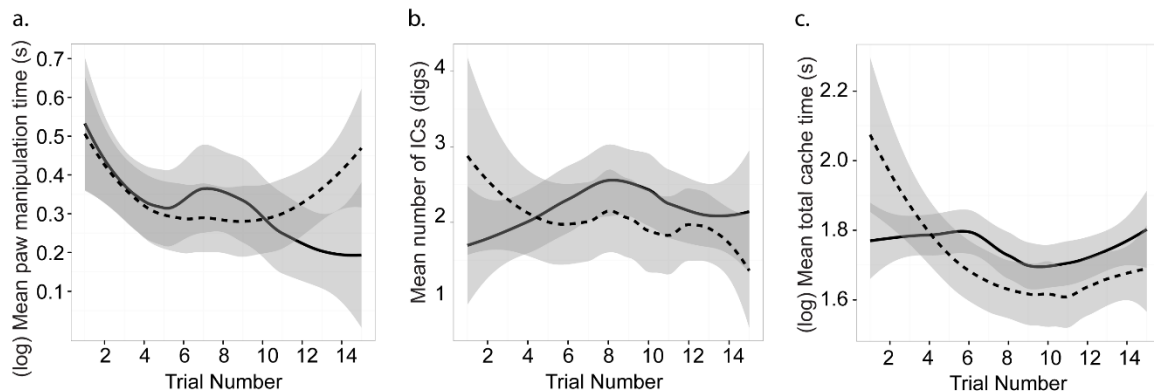 a.
(log) Mean paw manipulation time (s)
0.7
0.6
0.5
0.4
0.3
0.2
0.1
2 4 6 8 10 12 14
Trial Number
b.
Mean number of ICs (digs)
4
3
2
1
2 4 6 8 10 12 14
Trial Number
c.
(log) Mean total cache time (s)
2.2
2.0
1.8
1.6
2 4 6 8 10 12 14
Trial Number